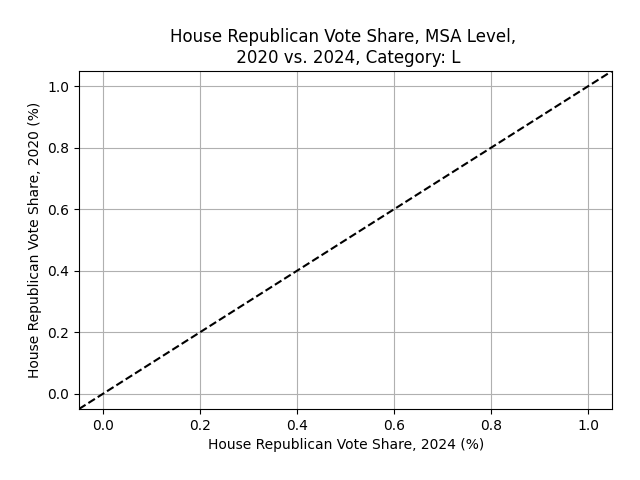 House Republican Vote Share, MSA Level,
2020 vs. 2024, Category: L
House Republican Vote Share, 2020 (%)
1.0
0.8
0.6
0.4
0.2
0.0
0.0 0.2 0.4 0.6 0.8 1.0
House Republican Vote Share, 2024 (%)